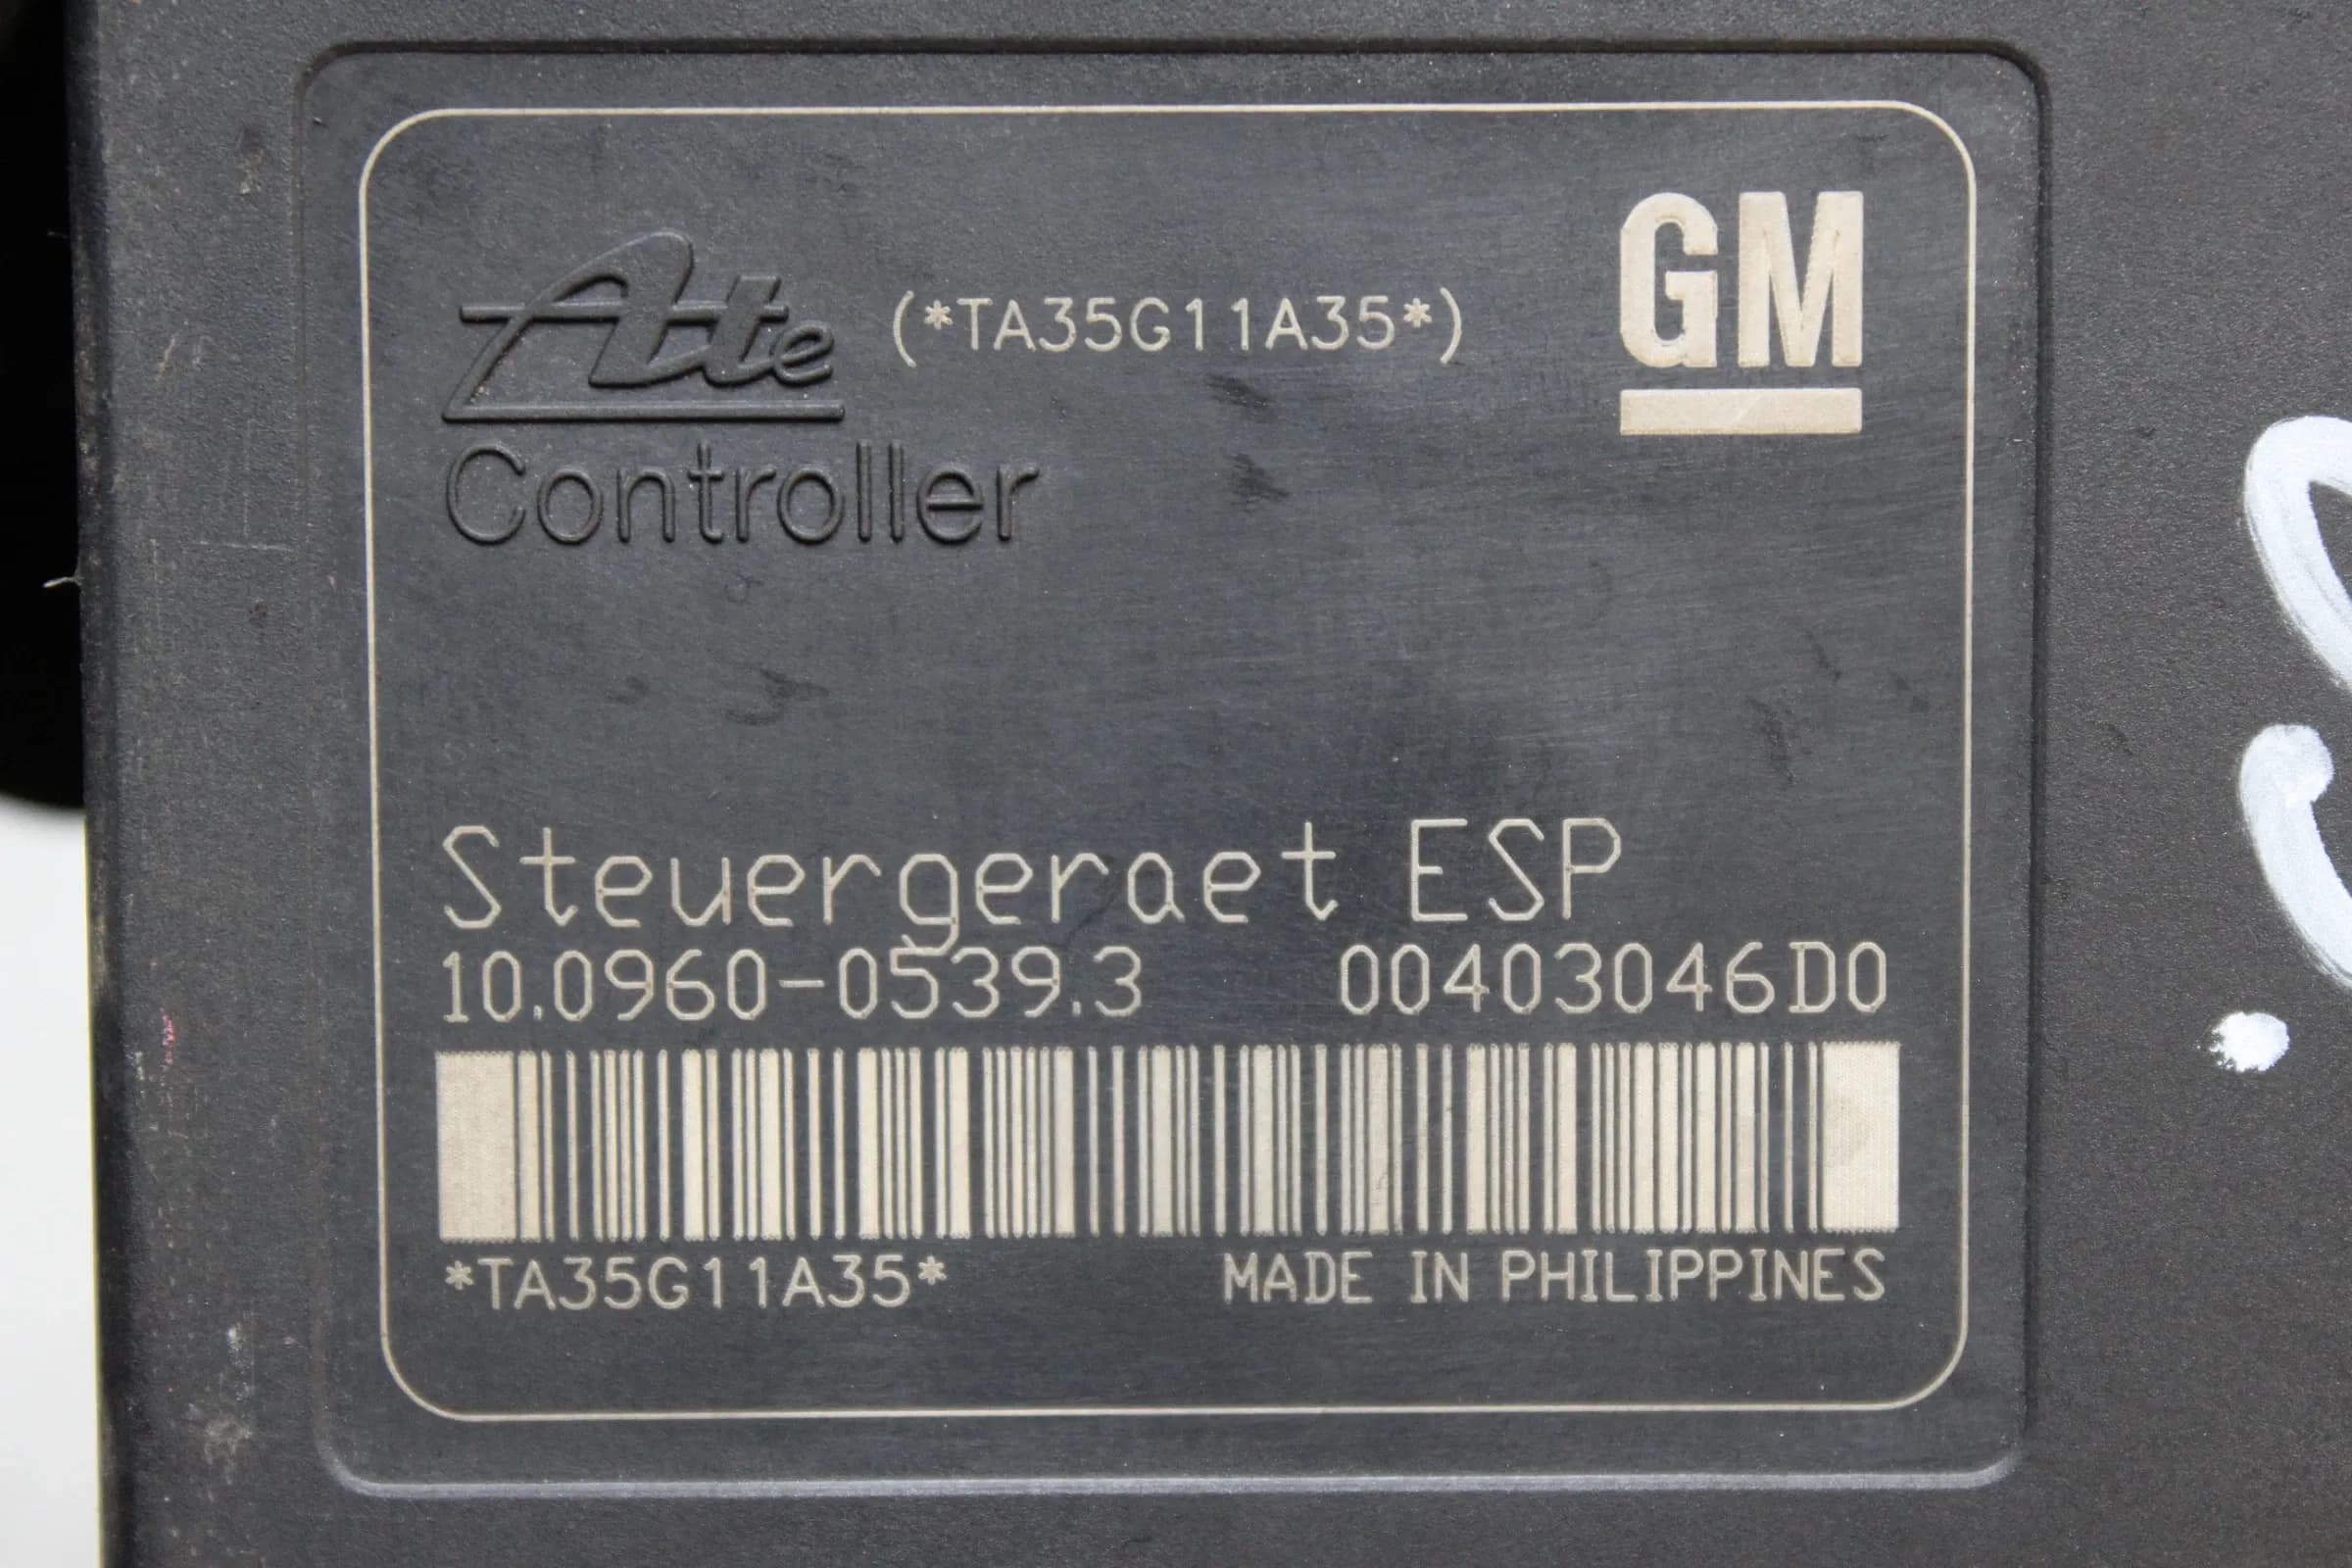 Ate (*TA35G11A35*) GM
Controller
Steuergeraet ESP
10.0960-0539.3 00403046D0
*TA35G11A35* MADE IN PHILIPPINES